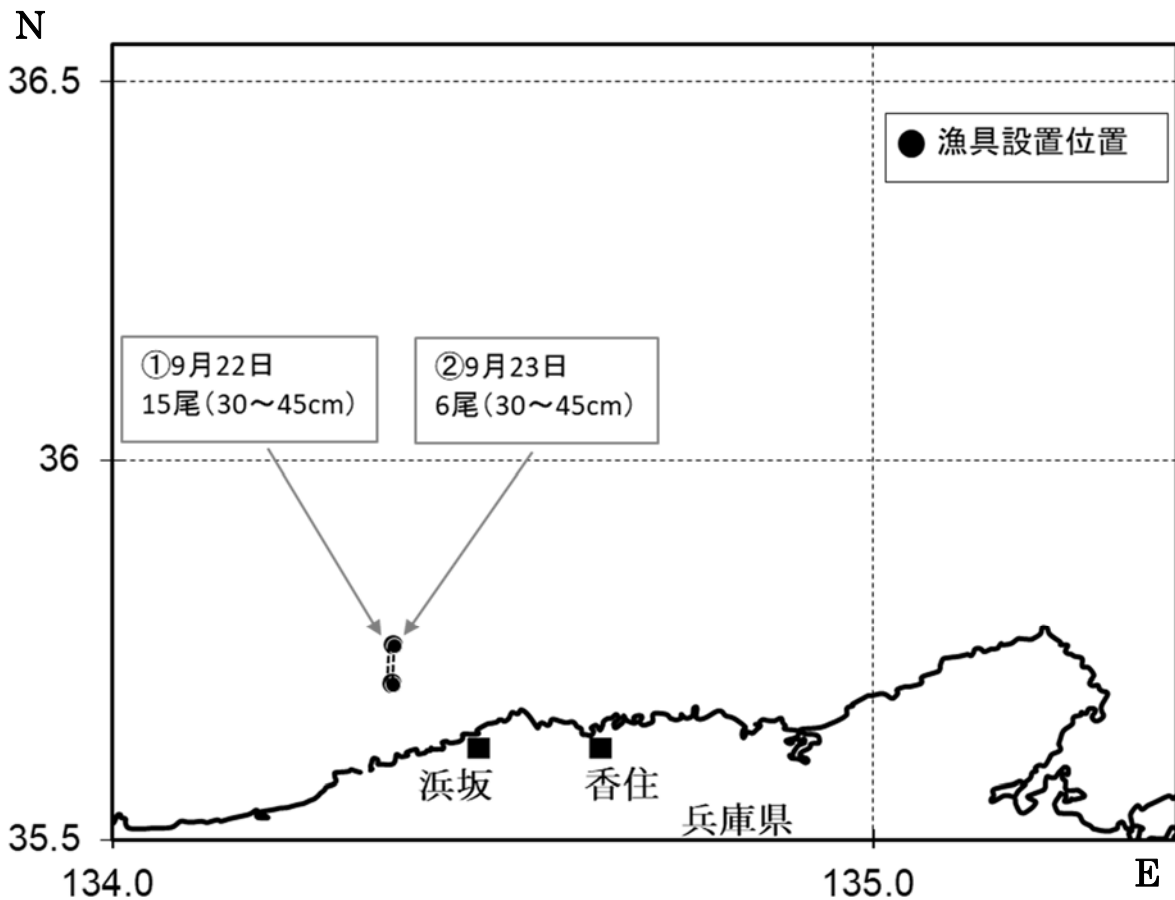 N
36.5
● 漁具設置位置
①9月22日
15尾(30～45cm)
②9月23日
6尾(30～45cm)
36
浜坂
香住
兵庫県
35.5
134.0
135.0
E